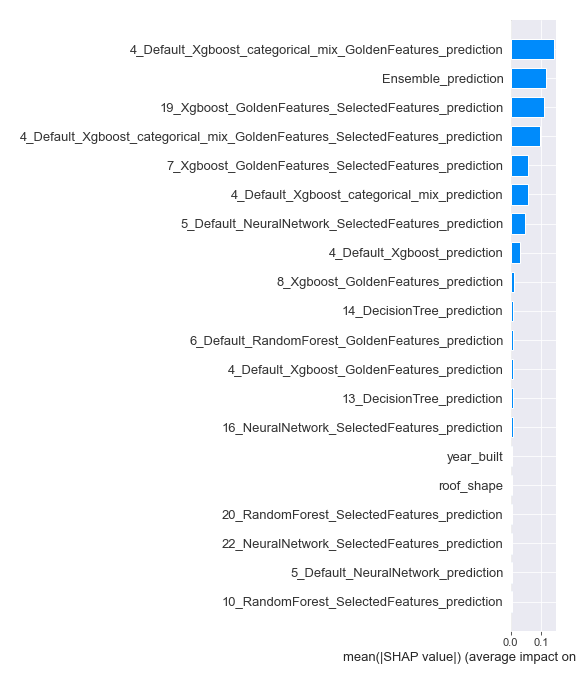 4_Default_Xgboost_categorical_mix_GoldenFeatures_prediction
Ensemble_prediction
19_Xgboost_GoldenFeatures_SelectedFeatures_prediction
4_Default_Xgboost_categorical_mix_GoldenFeatures_SelectedFeatures_prediction
7_Xgboost_GoldenFeatures_SelectedFeatures_prediction
4_Default_Xgboost_categorical_mix_prediction
5_Default_NeuralNetwork_SelectedFeatures_prediction
4_Default_Xgboost_prediction
8_Xgboost_GoldenFeatures_prediction
14_DecisionTree_prediction
6_Default_RandomForest_GoldenFeatures_prediction
4_Default_Xgboost_GoldenFeatures_prediction
13_DecisionTree_prediction
16_NeuralNetwork_SelectedFeatures_prediction
year_built
roof_shape
20_RandomForest_SelectedFeatures_prediction
22_NeuralNetwork_SelectedFeatures_prediction
5_Default_NeuralNetwork_prediction
10_RandomForest_SelectedFeatures_prediction
0.0 0.1
mean(|SHAP value|) (average impact on